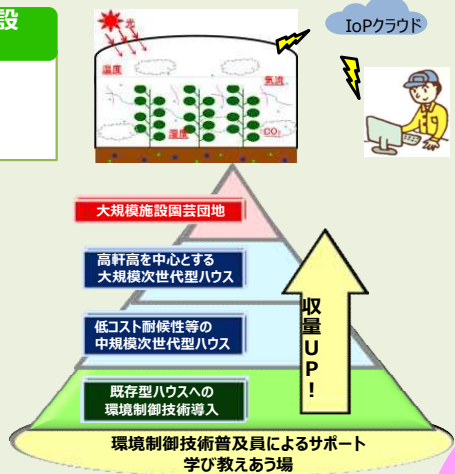 設
光
IoPクラウド
温度
気流
湿度
CO₂
大規模施設園芸団地
高軒高を中心とする
大規模次世代型ハウス
低コスト耐候性等の
中規模次世代型ハウス
既存型ハウスへの
環境制御技術導入
収量UP!
環境制御技術普及員によるサポート
学び教えあう場